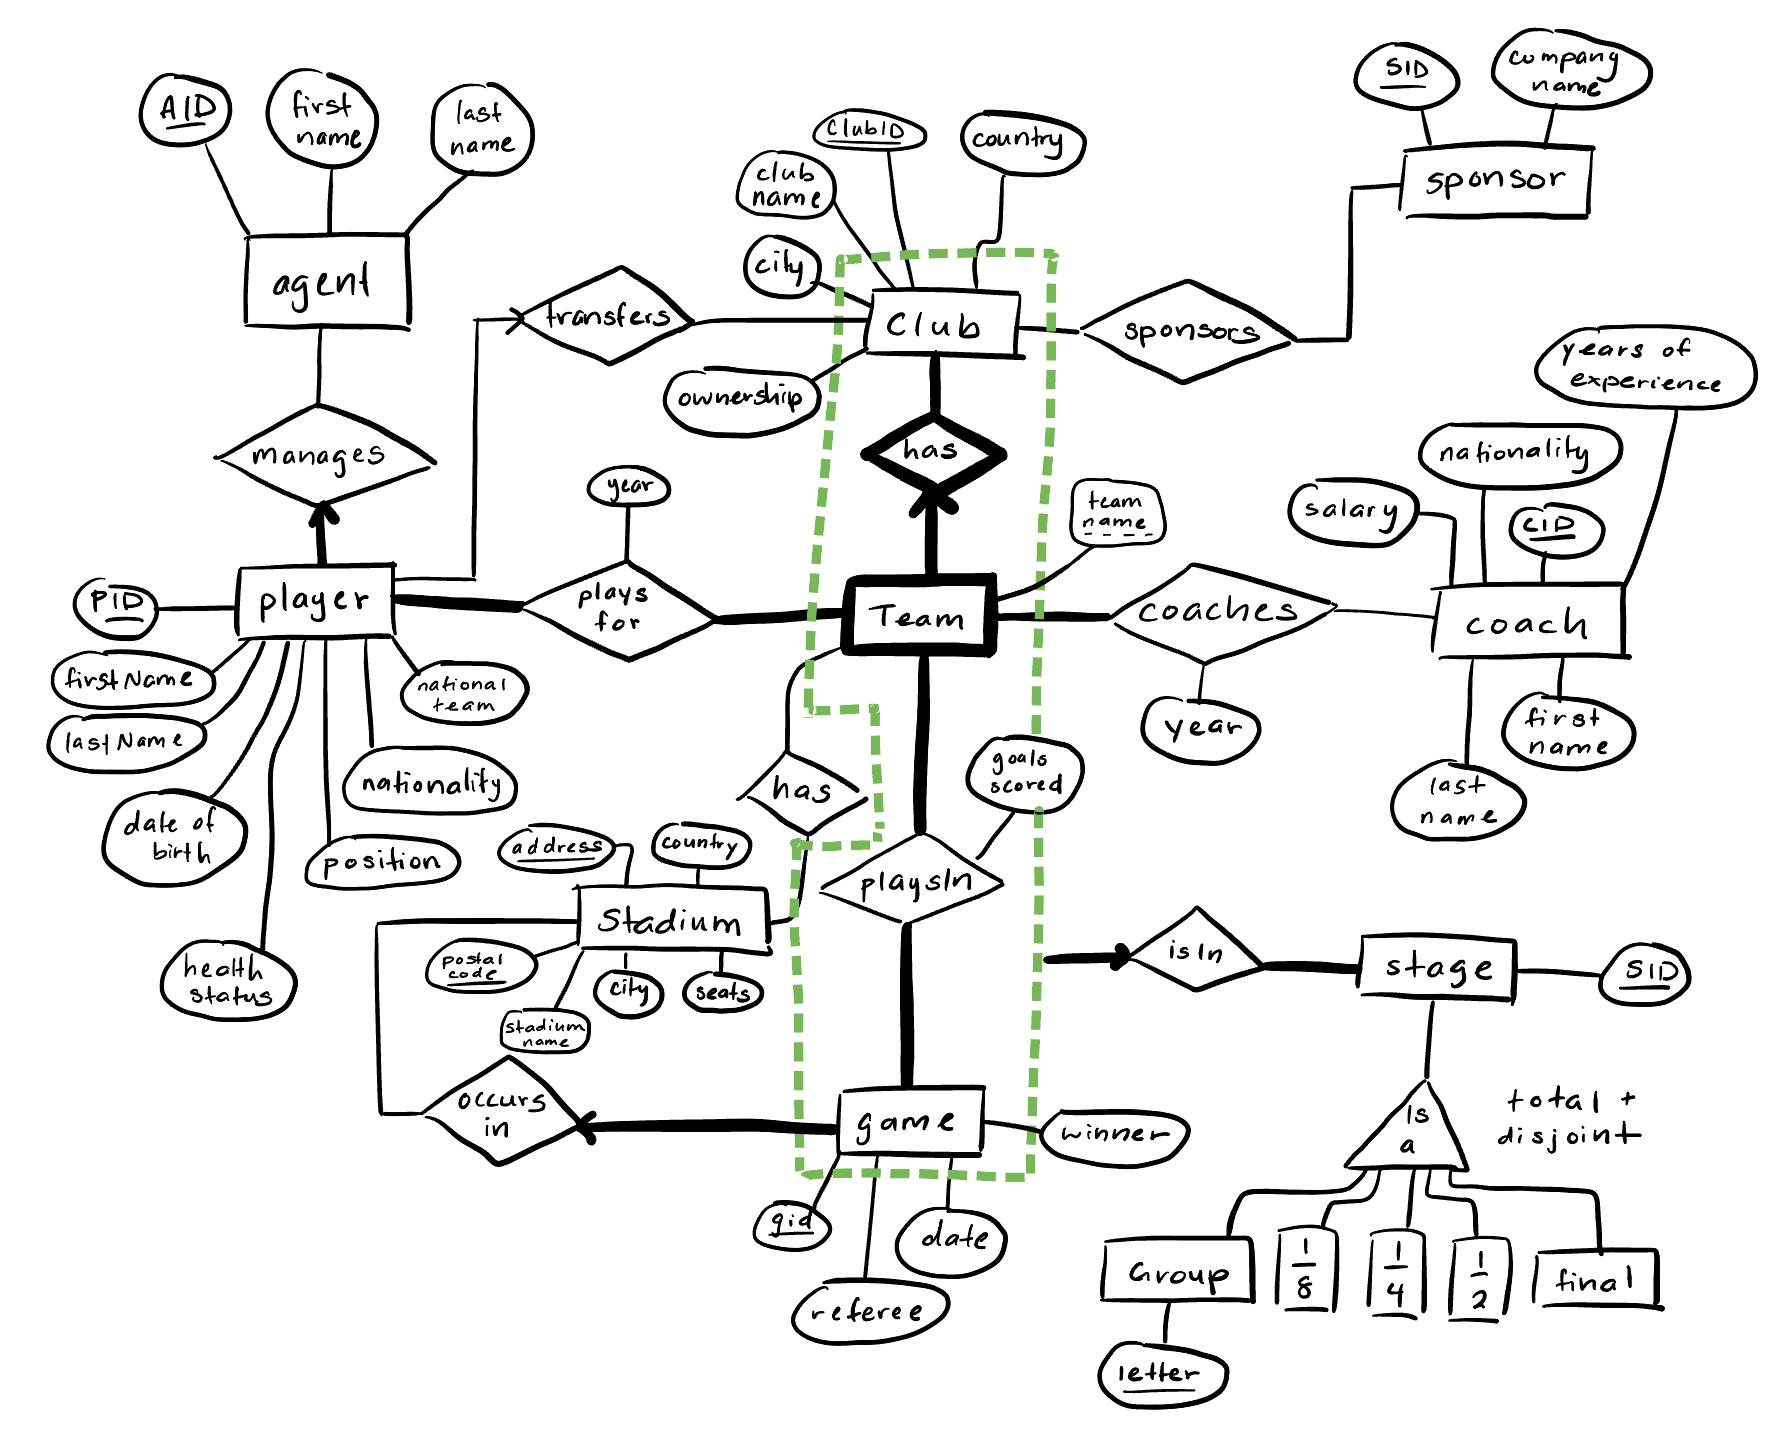 AID
first
name
last
name
agent
manages
PID
player
firstName
lastName
date of
birth
health
status
position
nationality
national
team
transfers
year
plays
for
club
name
ClubID
country
city
ownership
Club
has
Team
team
name
sponsors
SID
company
name
sponsor
coaches
year
salary
nationality
CID
years of
experience
coach
last
name
first
name
has
address
country
Stadium
postal
code
stadium
name
city
seats
occurs
in
goals
scored
playsIn
game
winner
gid
referee
date
isIn
stage
SID
Is
a
total +
disjoint
Group
letter
1
8
1
4
1
2
final